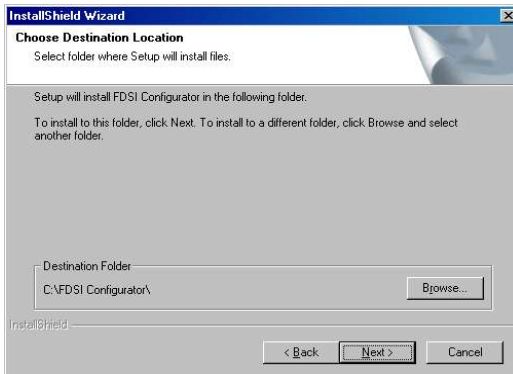 InstallShield Wizard
Choose Destination Location
Select folder where Setup will install files.
Setup will install FDSI Configurator in the following folder.
To install to this folder, click Next. To install to a different folder, click Browse and select
another folder.
Destination Folder
C:\FDSI Configurator\
Browse...
InstallShield
< Back
Next >
Cancel